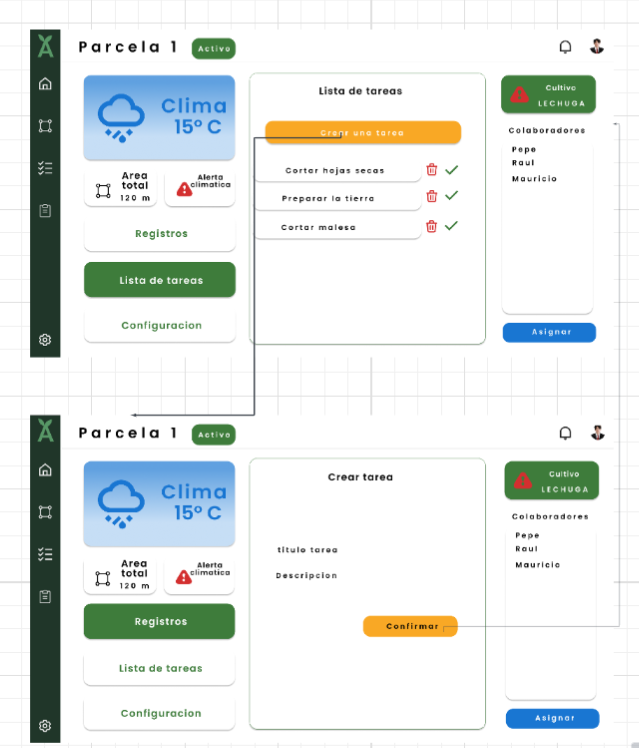 Parcela 1
Activo
Clima
15° C
Area
total
120 m
Alerta
climatica
Registros
Lista de tareas
Configuracion
Lista de tareas
Crear una tarea
Cortar hojas secas
Preparar la tierra
Cortar malesa
Cultivo
LECHUGA
Colaboradores
Pepe
Raul
Mauricio
Asignar
Parcela 1
Activo
Clima
15° C
Area
total
120 m
Alerta
climatica
Registros
Lista de tareas
Configuracion
Crear tarea
titulo tarea
Descripcion
Confirmar
Cultivo
LECHUGA
Colaboradores
Pepe
Raul
Mauricio
Asignar